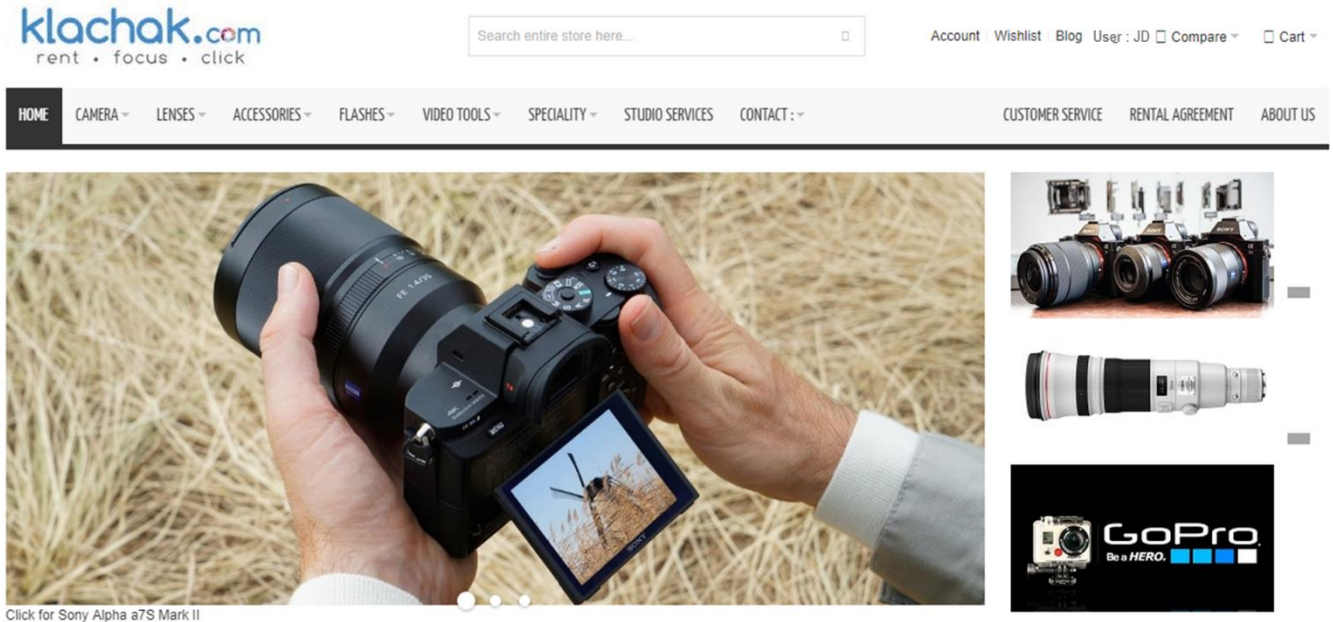 klachak.com
rent • focus • click
Search entire store here...
Account Wishlist Blog User : JD Compare Cart
HOME CAMERA LENSES ACCESSORIES FLASHES VIDEO TOOLS SPECIALITY STUDIO SERVICES CONTACT : CUSTOMER SERVICE RENTAL AGREEMENT ABOUT US
FE 1.4/35
MENU
SONY
SONY
GoPro
Be a HERO.
Click for Sony Alpha a7S Mark II